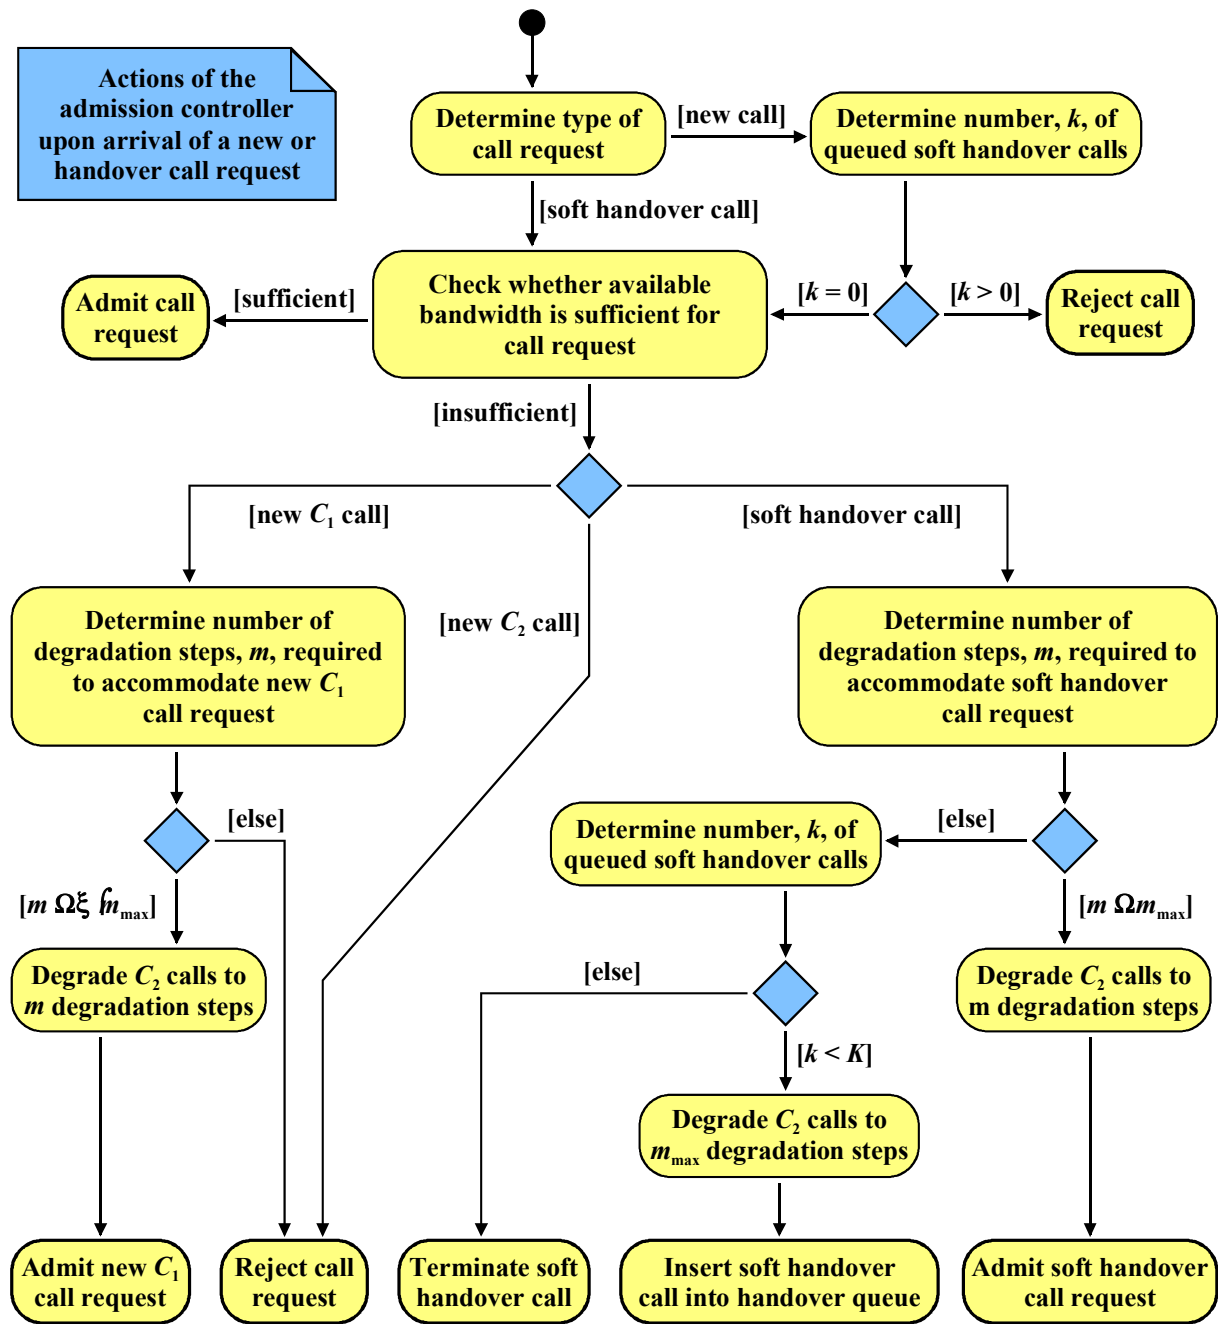 Actions of the
admission controller
upon arrival of a new or
handover call request
Determine type of
call request
[new call]
Determine number, k, of
queued soft handover calls
[soft handover call]
Check whether available
bandwidth is sufficient for
call request
[sufficient]
Admit call
request
[k = 0]
[k > 0]
Reject call
request
[insufficient]
[new C1 call]
[new C2 call]
[soft handover call]
Determine number of
degradation steps, m, required
to accommodate new C1
call request
Determine number of
degradation steps, m, required to
accommodate soft handover
call request
[else]
[m Ωξ ∫mmax]
Degrade C2 calls to
m degradation steps
Determine number, k, of
queued soft handover calls
[else]
[m Ωmmax]
Degrade C2 calls to
m degradation steps
[else]
[k < K]
Degrade C2 calls to
mmax degradation steps
Admit new C1
call request
Reject call
request
Terminate soft
handover call
Insert soft handover
call into handover queue
Admit soft handover
call request